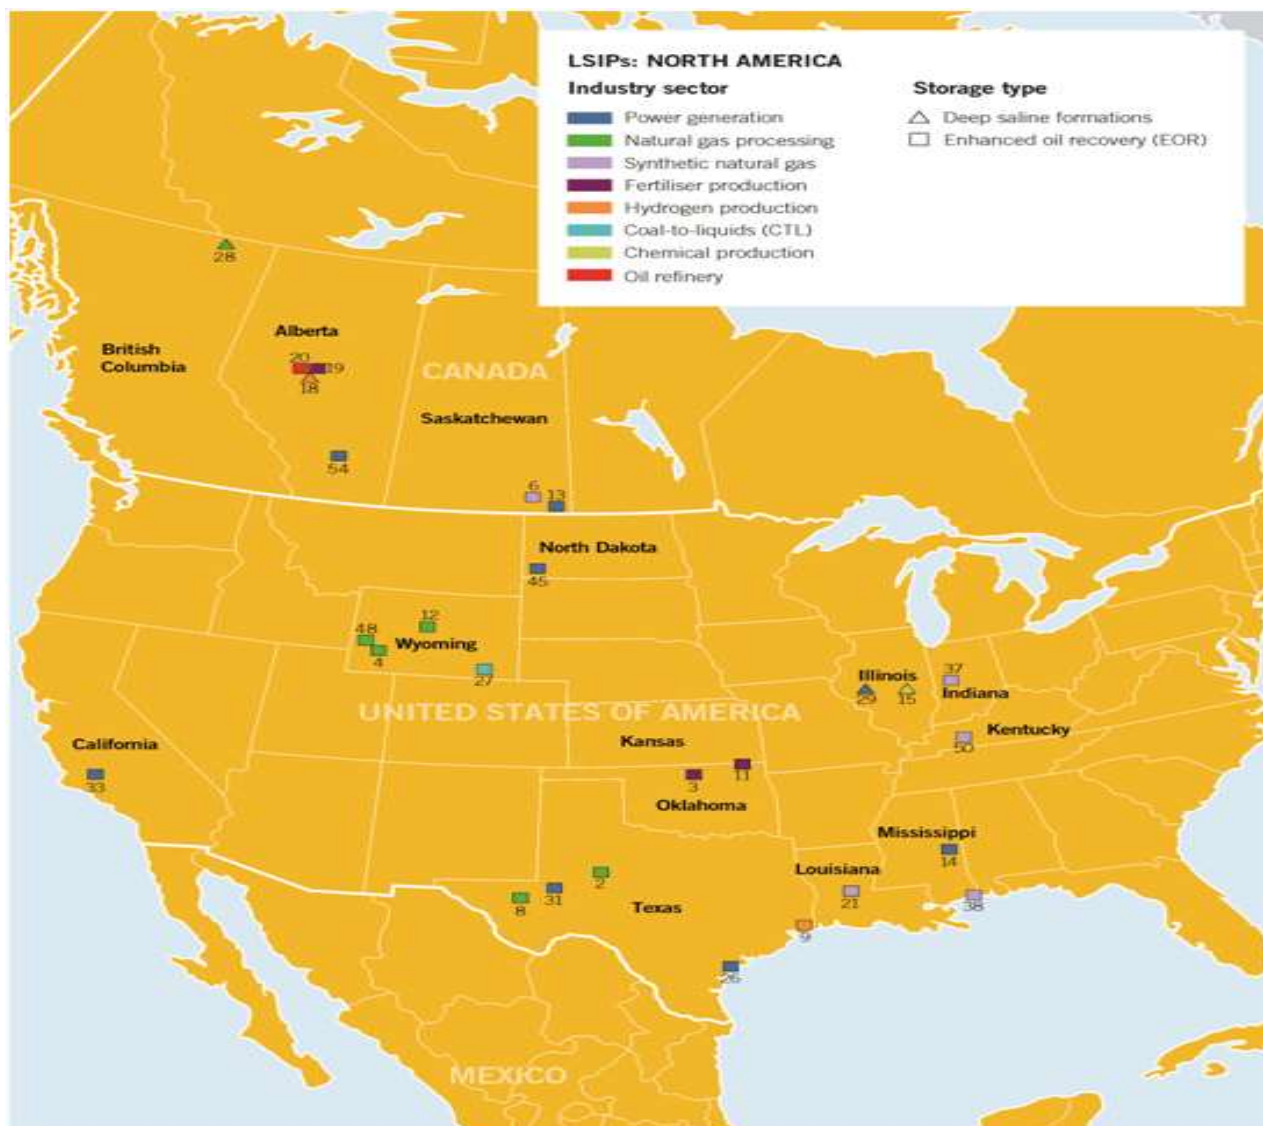 LSIPs: NORTH AMERICA
Industry sector
Storage type
Power generation
Deep saline formations
Natural gas processing
Enhanced oil recovery (EOR)
Synthetic natural gas
Fertiliser production
Hydrogen production
Coal-to-liquids (CTL)
Chemical production
Oil refinery
28
Alberta
British
Columbia
20
19
18
CANADA
Saskatchewan
54
6
13
North Dakota
45
12
48
Wyoming
4
27
37
Illinois
29
15
Indiana
UNITED STATES OF AMERICA
Kentucky
50
Kansas
California
33
3
11
Oklahoma
Mississippi
14
Louisiana
2
21
38
8
31
Texas
9
26
MEXICO